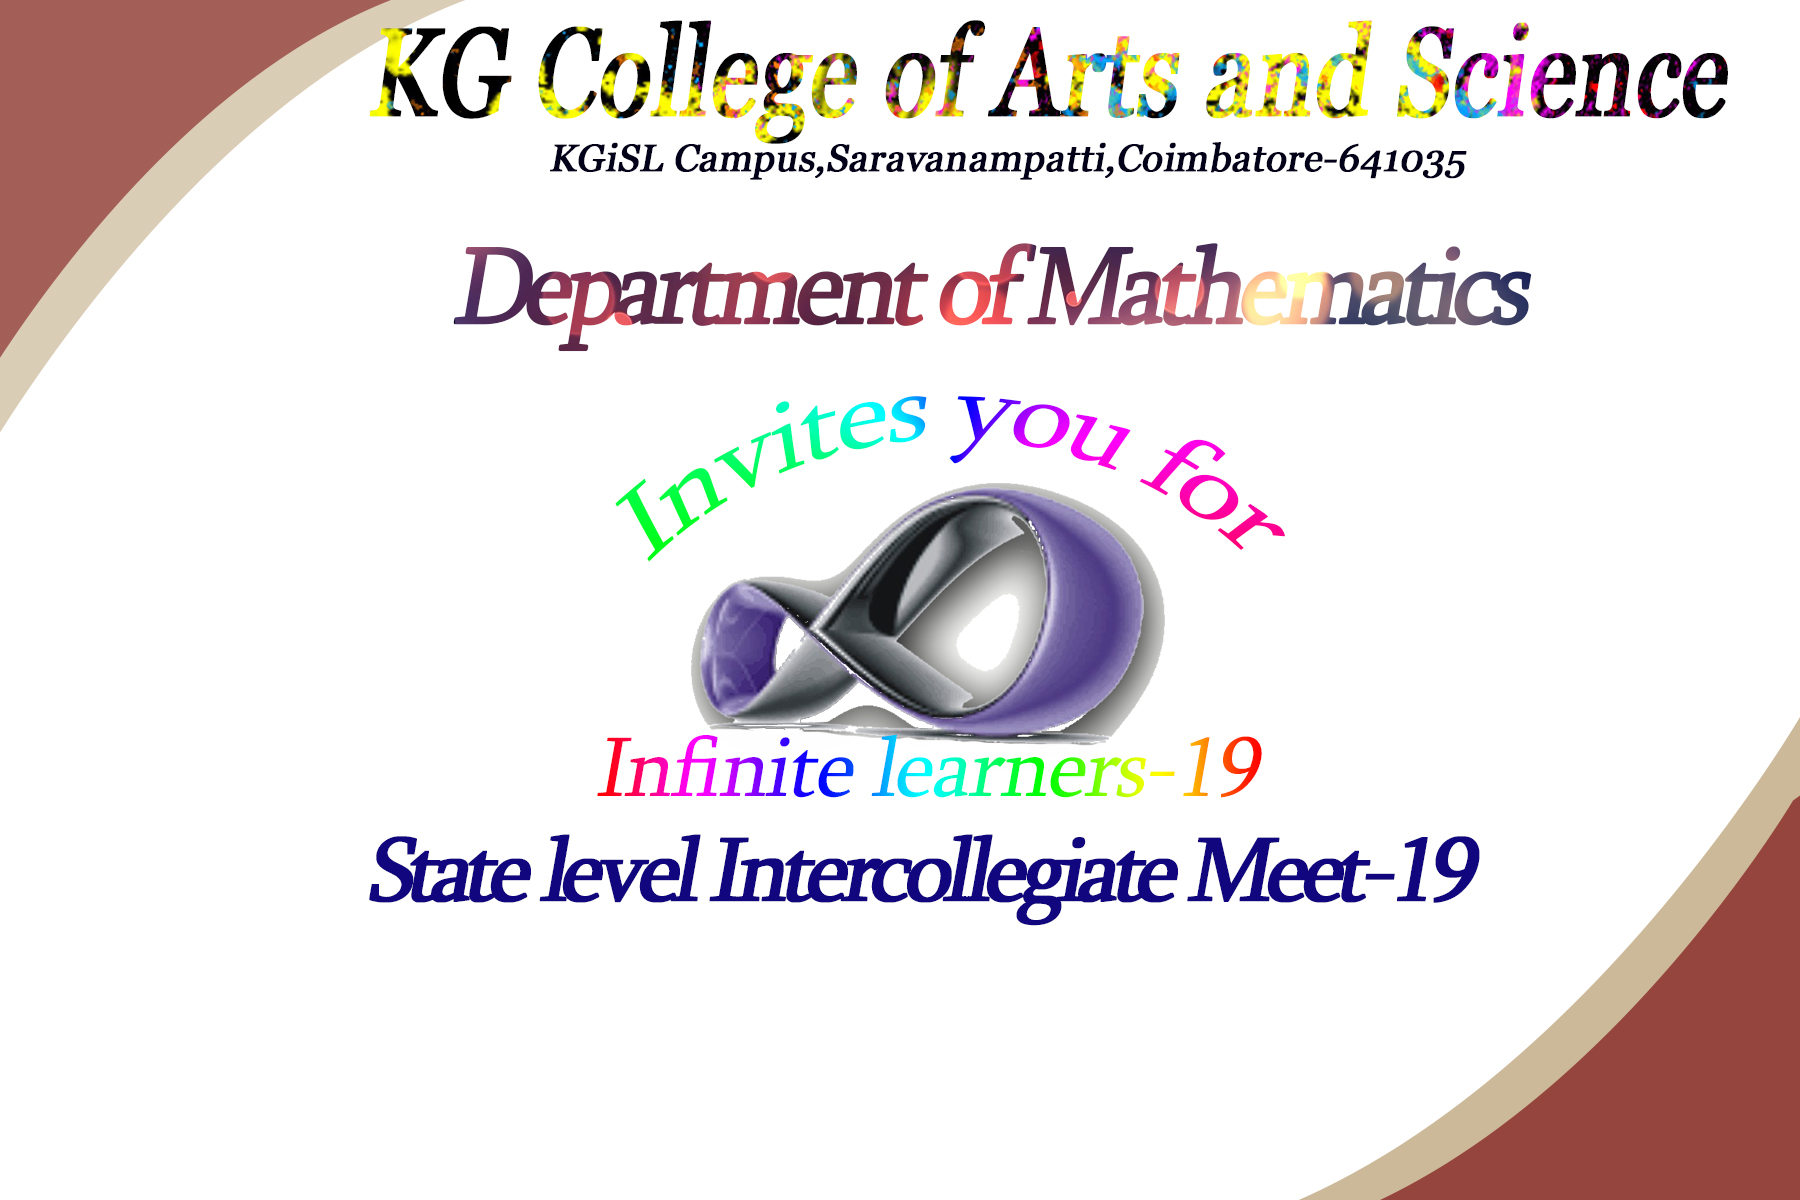 KG College of Arts and Science
KGiSL Campus,Saravanampatti,Coimbatore-641035
Department of Mathematics
Invites you for
Infinite learners-19
State level Intercollegiate Meet-19